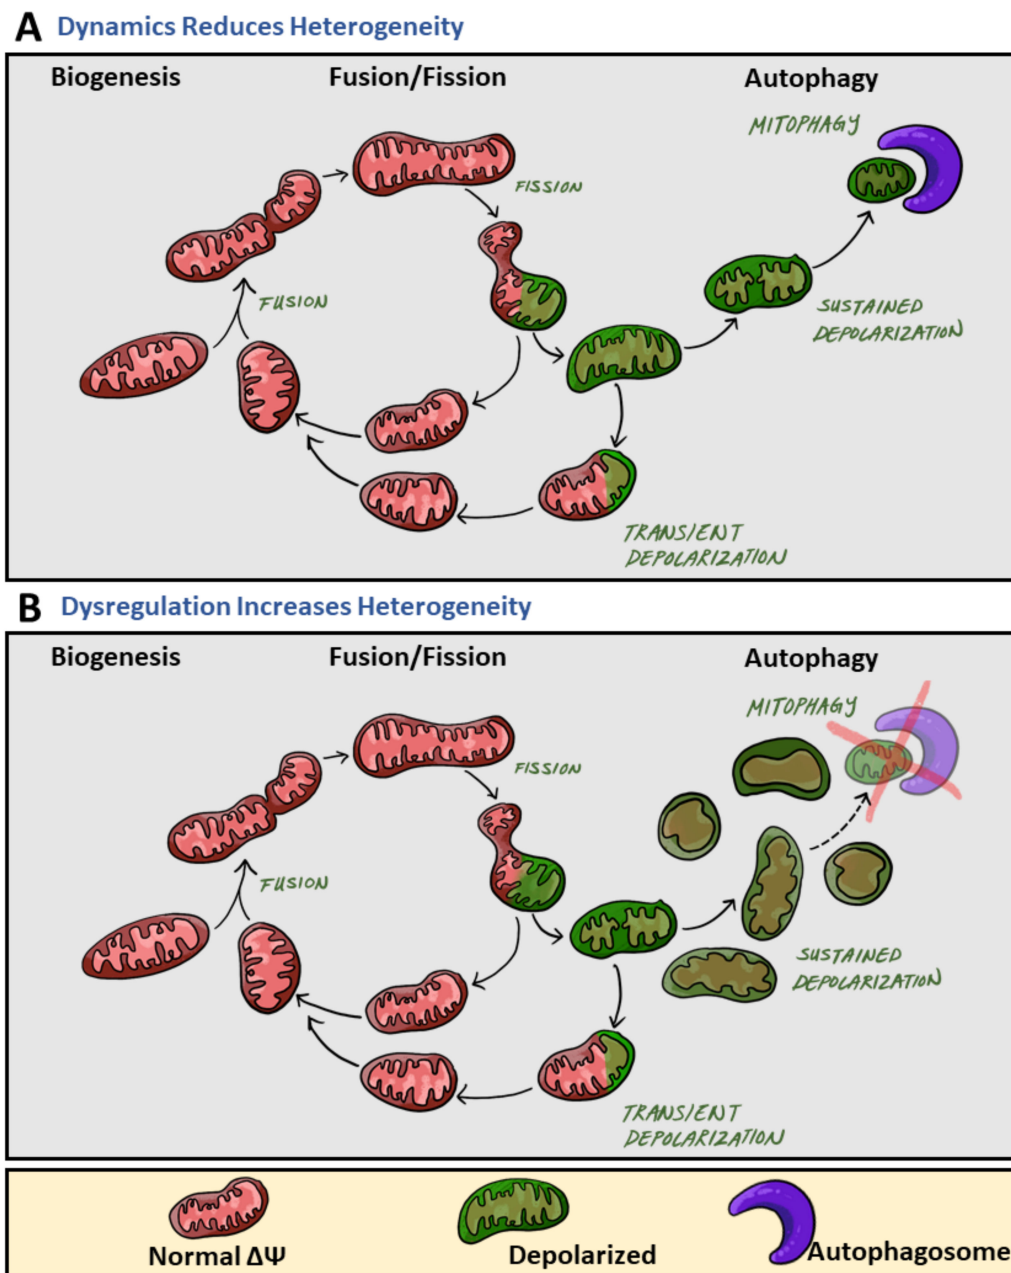 A Dynamics Reduces Heterogeneity
Biogenesis Fusion/Fission Autophagy
MITOPHAGY
FISSION
FUSION
SUSTAINED
DEPOLARIZATION
TRANSIENT
DEPOLARIZATION
B Dysregulation Increases Heterogeneity
Biogenesis Fusion/Fission Autophagy
MITOPHAGY
FISSION
FUSION
SUSTAINED
DEPOLARIZATION
TRANSIENT
DEPOLARIZATION
Normal ΔΨ Depolarized Autophagosome